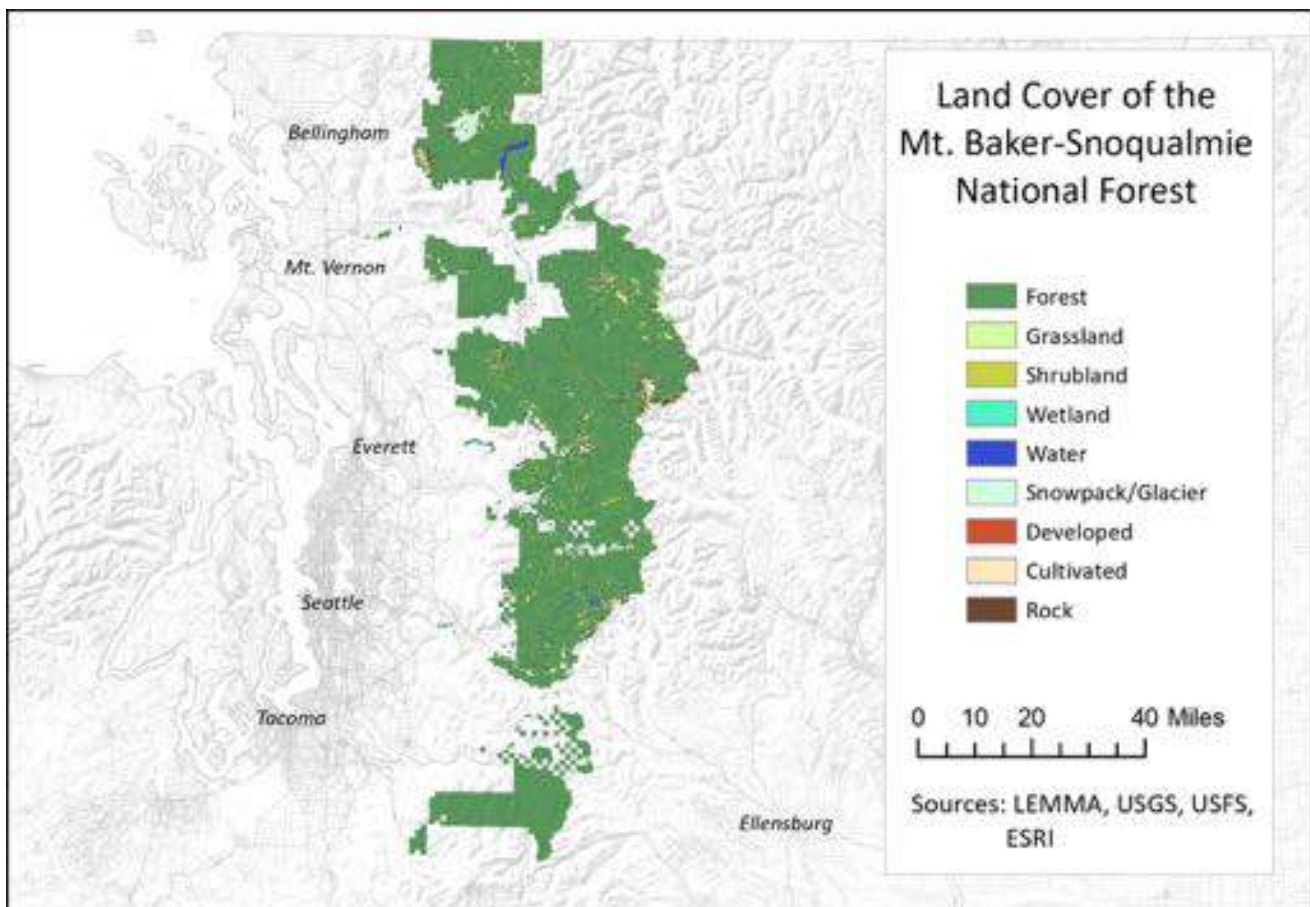 Land Cover of the
Mt. Baker-Snoqualmie
National Forest
Bellingham
Mt. Vernon
Everett
Seattle
Tacoma
Ellensburg
Forest
Grassland
Shrubland
Wetland
Water
Snowpack/Glacier
Developed
Cultivated
Rock
0 10 20 40 Miles
Sources: LEMMA, USGS, USFS,
ESRI